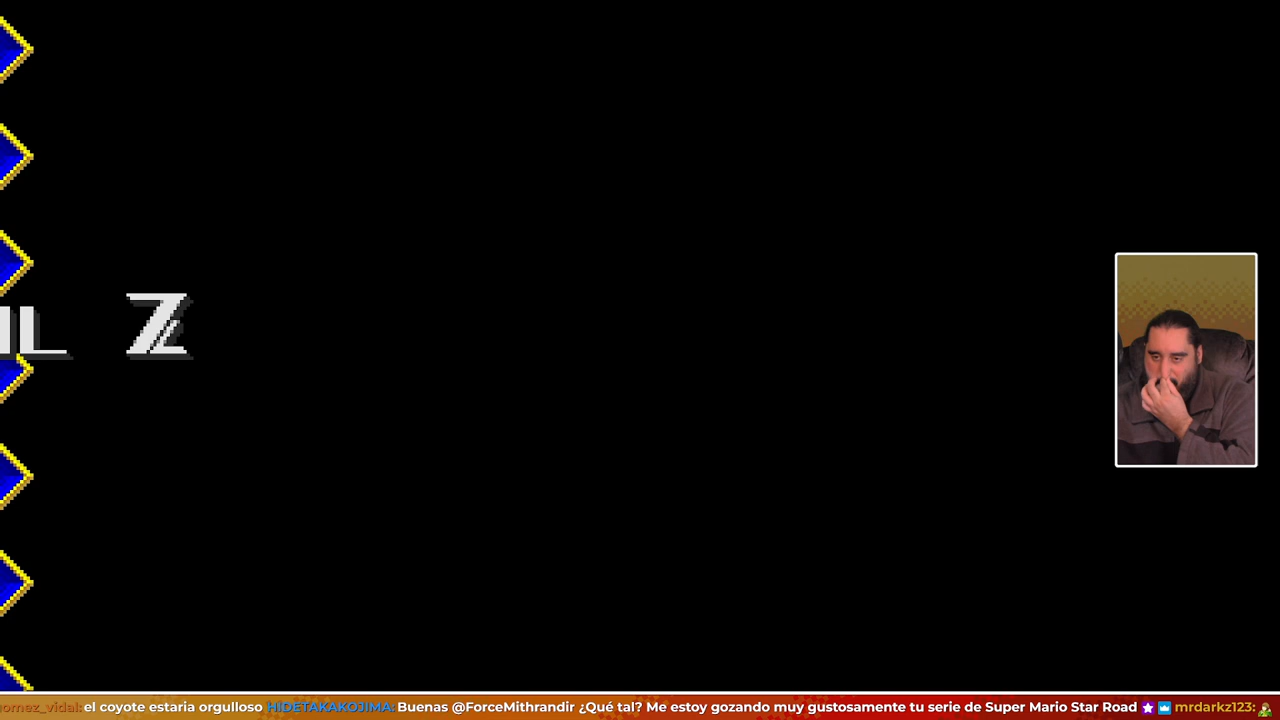 IL Z
omez_vidal: el coyote estaria orgulloso HIDETAKAKOJIMA: Buenas @ForceMithrandir ¿Qué tal? Me estoy gozando muy gustosamente tu serie de Super Mario Star Road mrdarkz123: